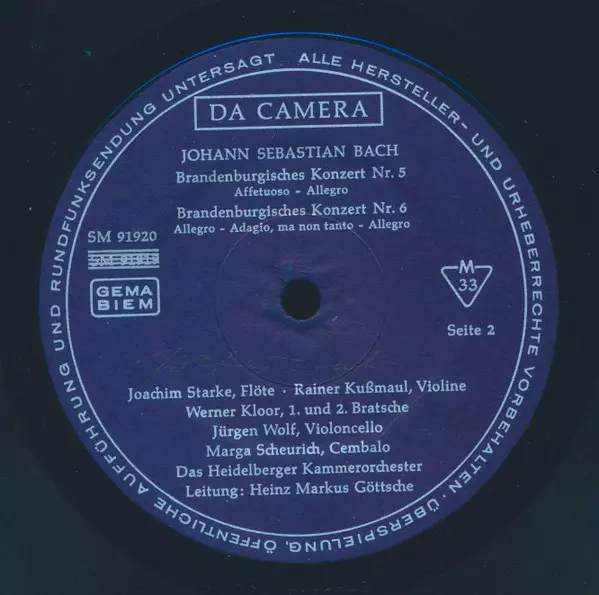 ALLE HERSTELLER- UND URHEBERRECHTE VORBEHALTEN · ÜBERSPIELUNG, ÖFFENTLICHE AUFFÜHRUNG UND RUNDFUNKSENDUNG UNTERSAGT
DA CAMERA
JOHANN SEBASTIAN BACH
Brandenburgisches Konzert Nr. 5
Affetuoso - Allegro
Brandenburgisches Konzert Nr. 6
Allegro - Adagio, ma non tanto - Allegro
SM 91920
SM 91919
GEMA
BIEM
M
33
Seite 2
Joachim Starke, Flöte · Rainer Kußmaul, Violine
Werner Kloor, 1. und 2. Bratsche
Jürgen Wolf, Violoncello
Marga Scheurich, Cembalo
Das Heidelberger Kammerorchester
Leitung: Heinz Markus Göttsche